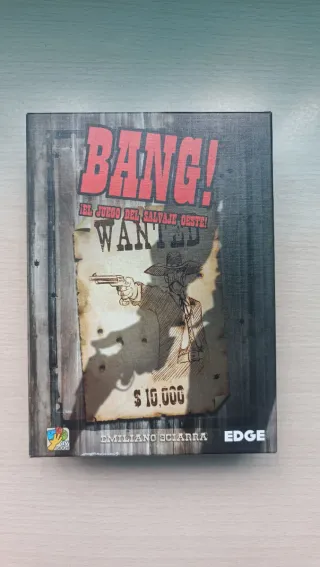 BANG!
¡EL JUEGO DEL SALVAJE OESTE!
WANTED
$ 10,000
EMILIANO SCIARRA
EDGE